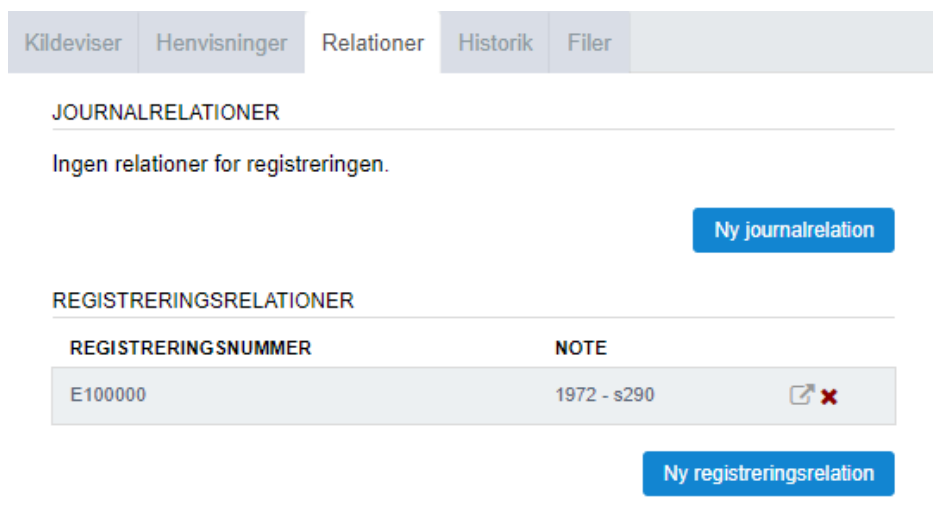 Kildeviser Henvisninger Relationer Historik Filer
JOURNALRELATIONER
Ingen relationer for registreringen.
Ny journalrelation
REGISTRERINGSRELATIONER
REGISTRERINGSNUMMER NOTE
E100000 1972 - s290
Ny registreringsrelation